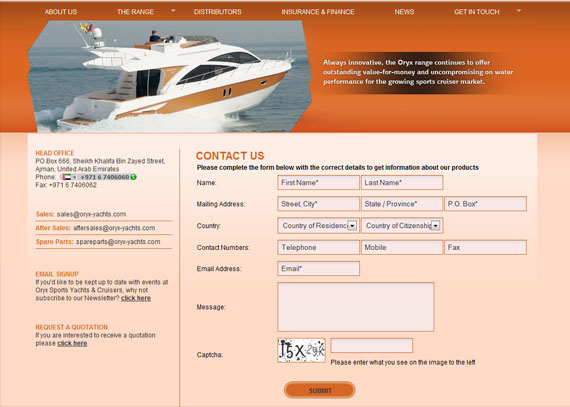 ABOUT US THE RANGE DISTRIBUTORS INSURANCE & FINANCE NEWS GET IN TOUCH
Always innovative, the Oryx range continues to offer
outstanding value-for-money and uncompromising on water
performance for the growing sports cruiser market.
HEAD OFFICE
PO Box 666, Sheikh Khalifa Bin Zayed Street,
Ajman, United Arab Emirates
Phone: +971 6 7406060
Fax: +971 6 7406062
Sales: sales@oryx-yachts.com
After Sales: aftersales@oryx-yachts.com
Spare Parts: spareparts@oryx-yachts.com
EMAIL SIGNUP
If you'd like to be kept up to date with events at
Oryx Sports Yachts & Cruisers, why not
subscribe to our Newsletter? click here
REQUEST A QUOTATION
If you are interested to receive a quotation
please click here.
CONTACT US
Please complete the form below with the correct details to get information about our products
Name: First Name* Last Name*
Mailing Address: Street, City* State / Province* P.O. Box*
Country: Country of Residenc Country of Citizenship
Contact Numbers: Telephone Mobile Fax
Email Address: Email*
Message:
Captcha:
Please enter what you see on the image to the left
SUBMIT